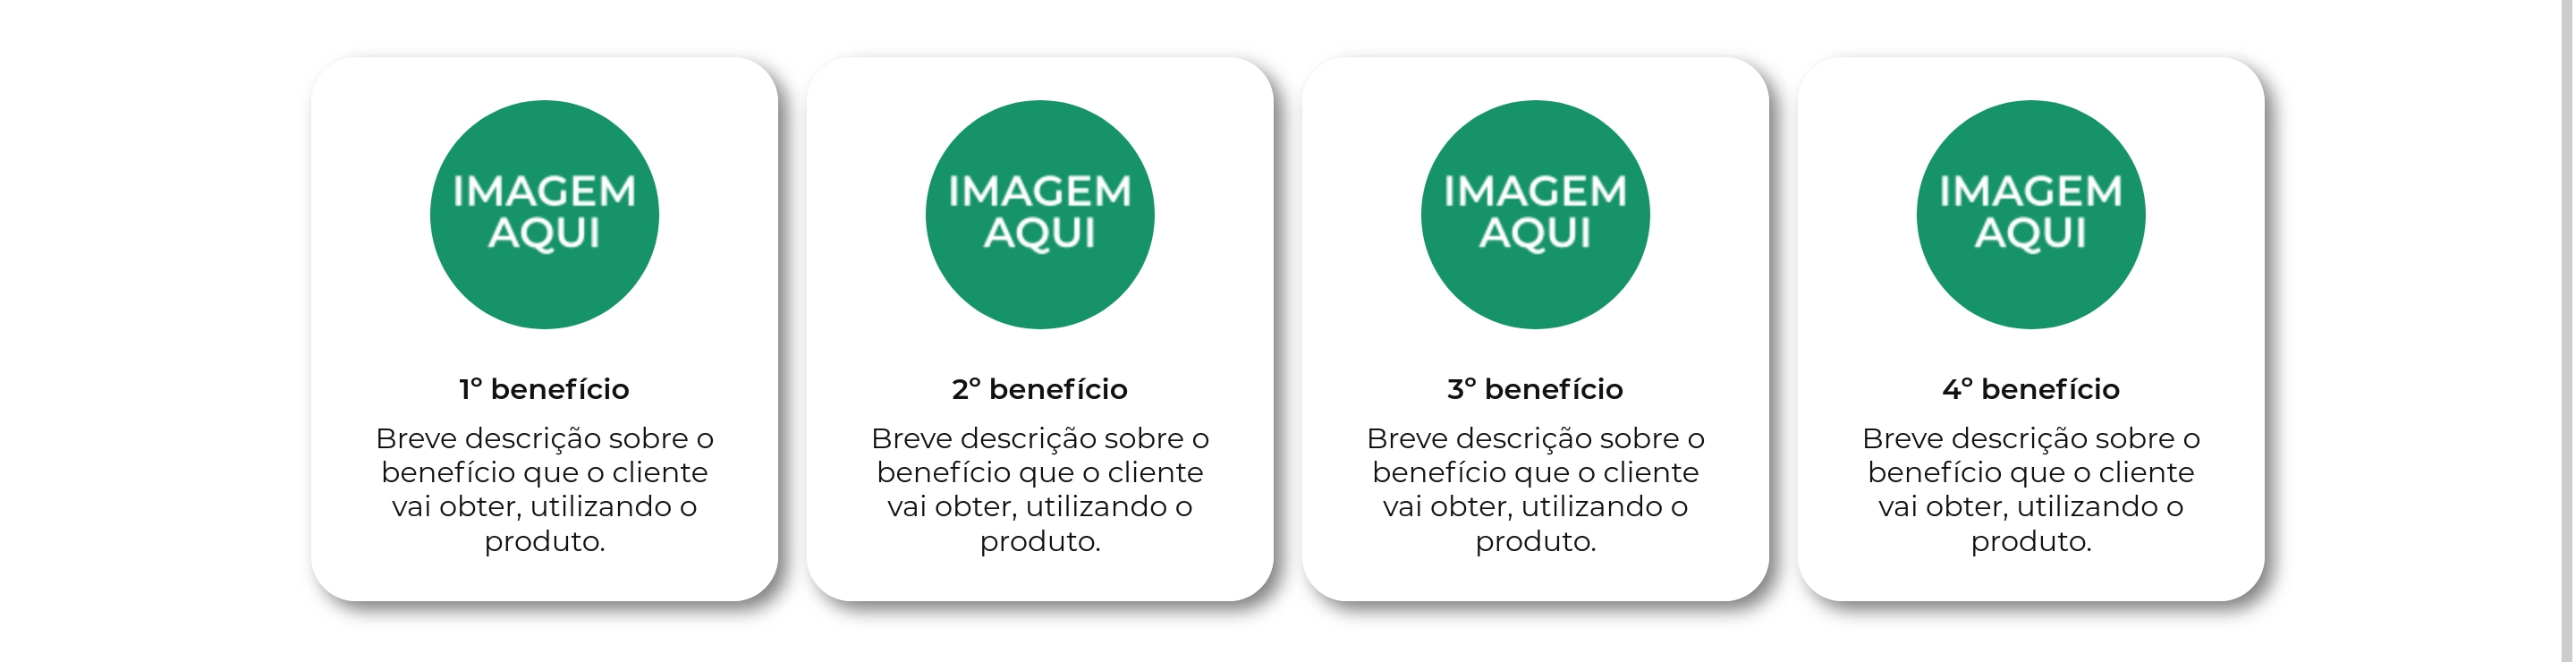 IMAGEM
AQUI
1º benefício
Breve descrição sobre o
benefício que o cliente
vai obter, utilizando o
produto.
IMAGEM
AQUI
2º benefício
Breve descrição sobre o
benefício que o cliente
vai obter, utilizando o
produto.
IMAGEM
AQUI
3º benefício
Breve descrição sobre o
benefício que o cliente
vai obter, utilizando o
produto.
IMAGEM
AQUI
4º benefício
Breve descrição sobre o
benefício que o cliente
vai obter, utilizando o
produto.